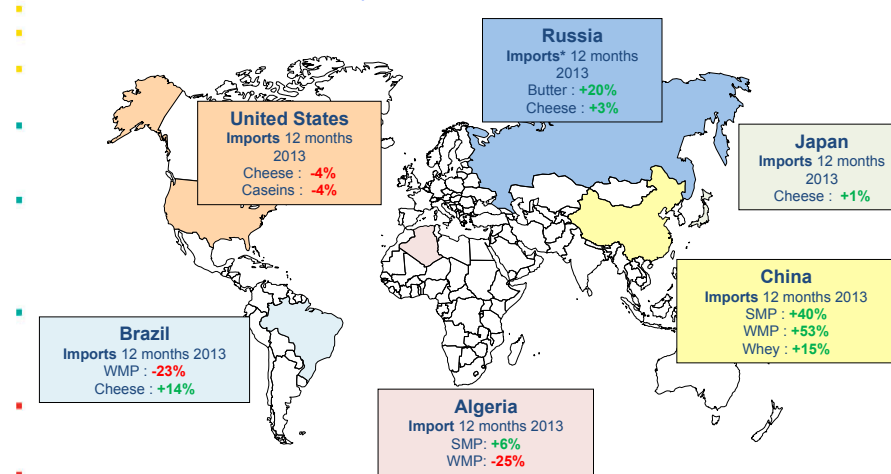 Russia
Imports* 12 months
2013
Butter : +20%
Cheese : +3%
United States
Imports 12 months
2013
Cheese : -4%
Caseins : -4%
Japan
Imports 12 months
2013
Cheese : +1%
China
Imports 12 months 2013
SMP : +40%
WMP : +53%
Whey : +15%
Brazil
Imports 12 months 2013
WMP : -23%
Cheese : +14%
Algeria
Import 12 months 2013
SMP: +6%
WMP: -25%